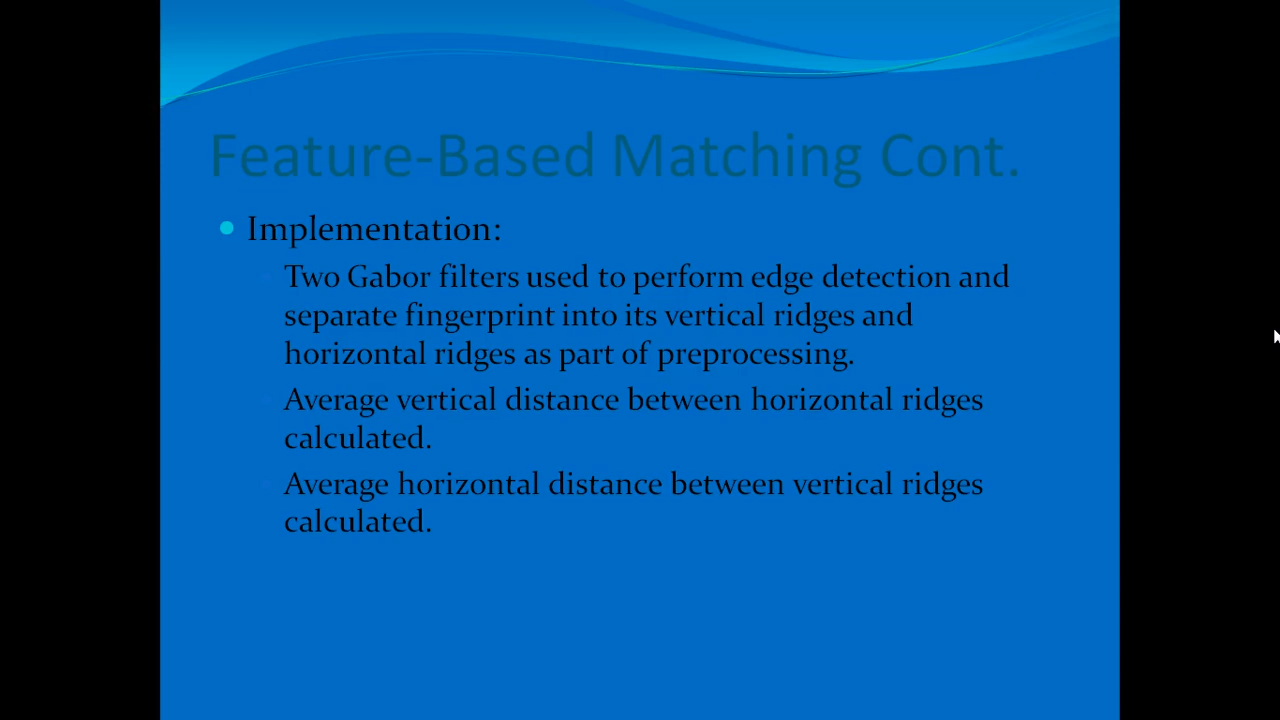 Feature-Based Matching Cont.
Implementation:
Two Gabor filters used to perform edge detection and
separate fingerprint into its vertical ridges and
horizontal ridges as part of preprocessing.
Average vertical distance between horizontal ridges
calculated.
Average horizontal distance between vertical ridges
calculated.